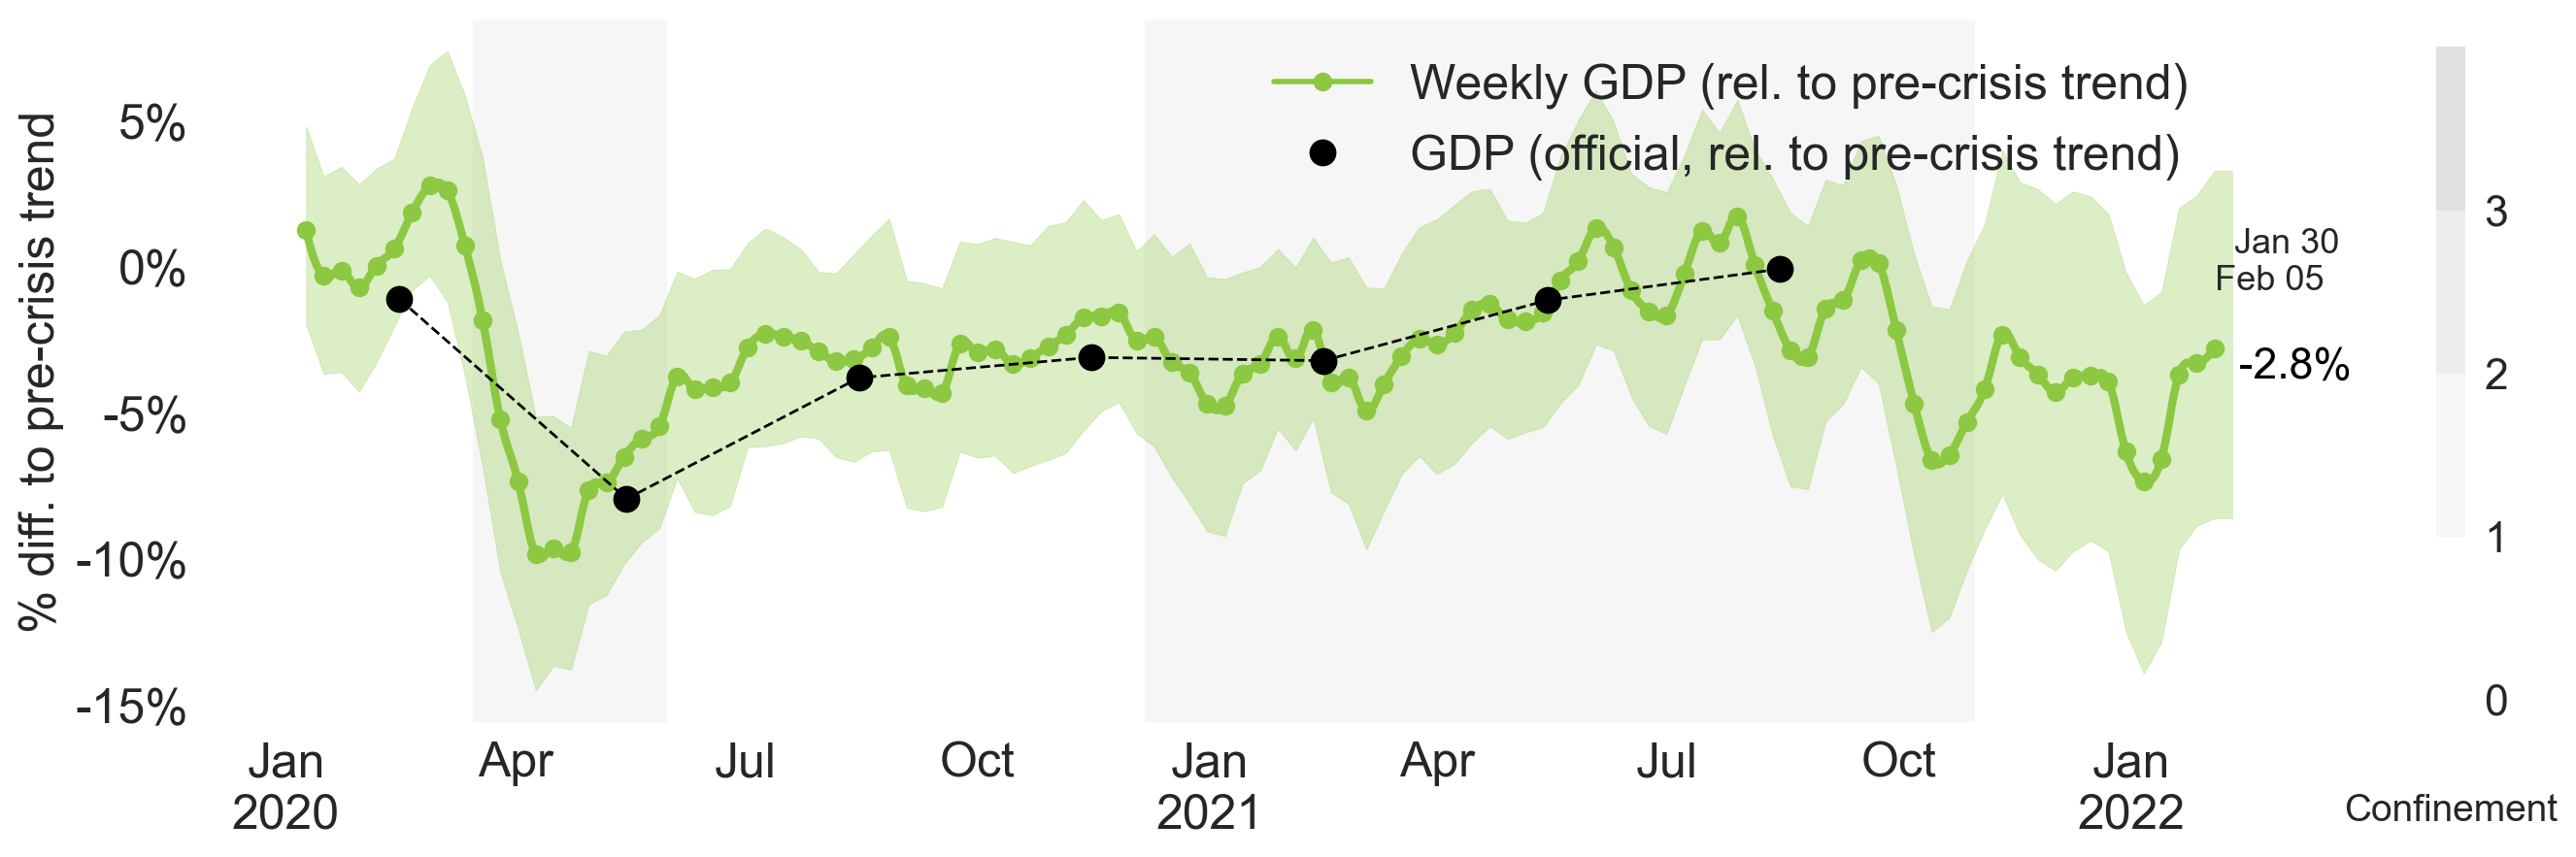 % diff. to pre-crisis trend
5%
0%
-5%
-10%
-15%
Weekly GDP (rel. to pre-crisis trend)
GDP (official, rel. to pre-crisis trend)
Jan 30
Feb 05
-2.8%
3
2
1
0
Jan Apr Jul Oct Jan Apr Jul Oct Jan
2020 2021 2022
Confinement